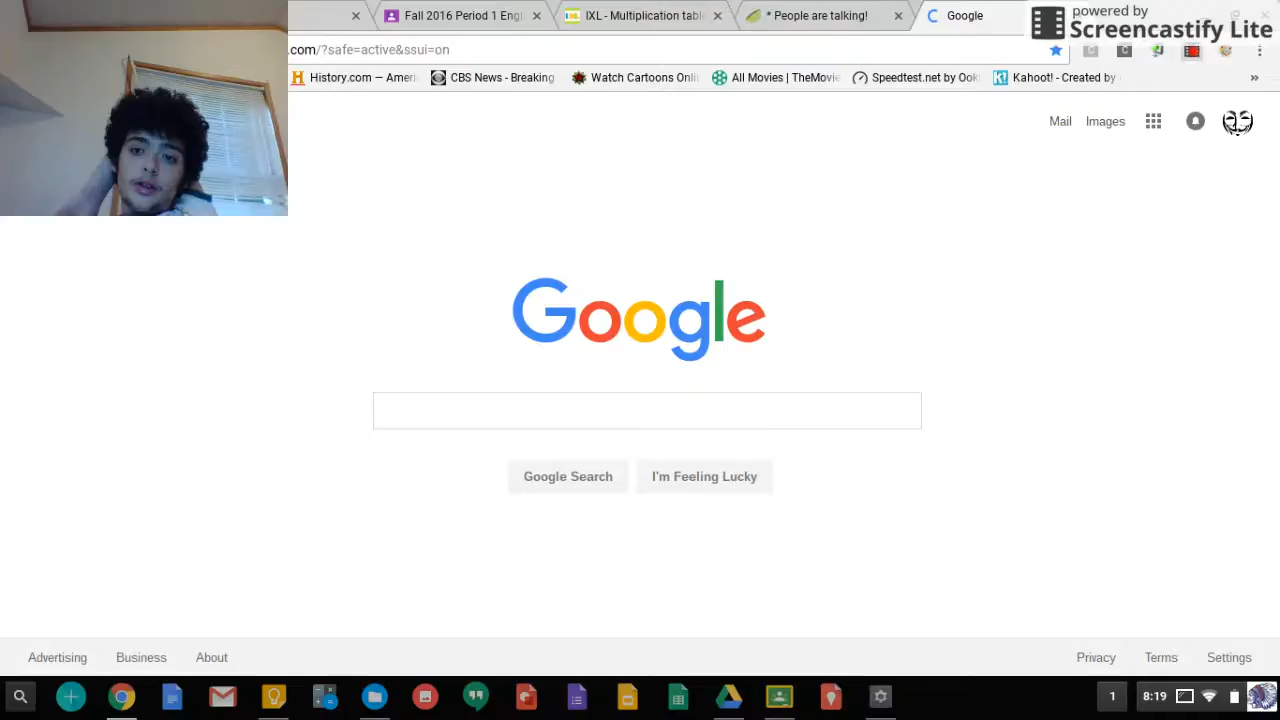 powered by
Screencastify Lite
Fall 2016 Period 1 Eng
IXL - Multiplication tabl
* People are talking!
Google
.com/?safe=active&ssui=on
History.com — Ameri
CBS News - Breaking
Watch Cartoons Onli
All Movies | TheMovie
Speedtest.net by Ook
Kahoot! - Created by
»
Mail
Images
Google
Google Search
I'm Feeling Lucky
Advertising
Business
About
Privacy
Terms
Settings
1
8:19